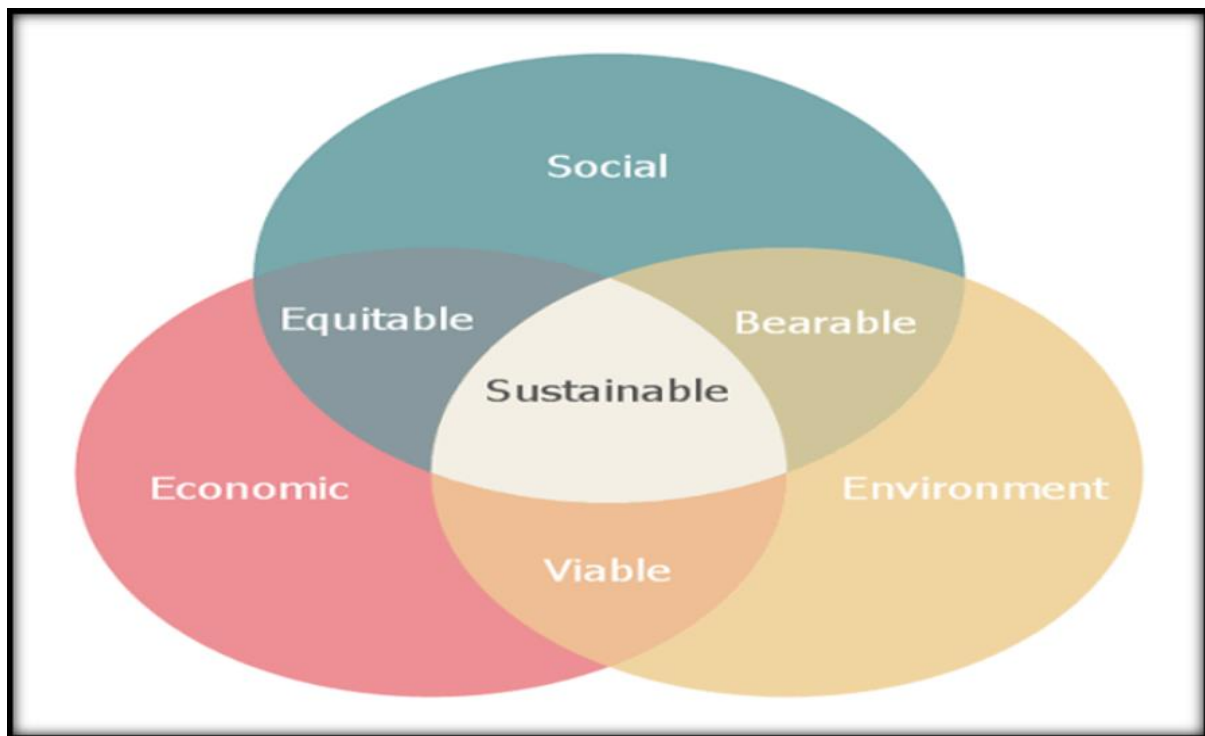 Social
Equitable
Bearable
Sustainable
Economic
Environment
Viable